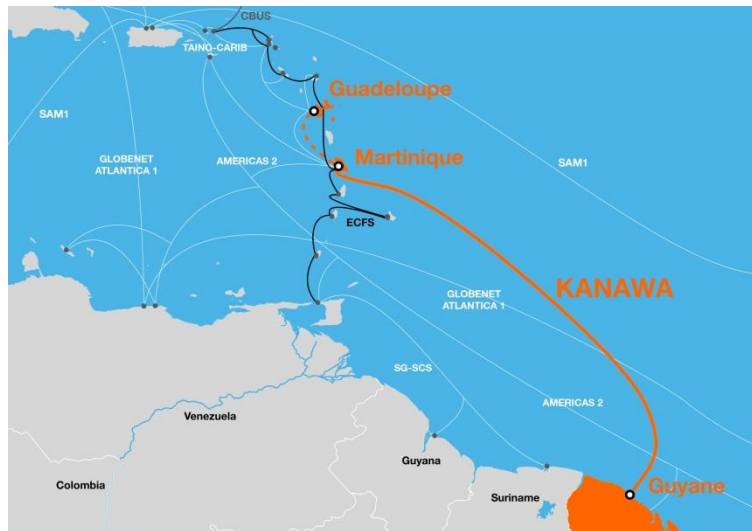 CBUS
TAINO-CARIB
Guadeloupe
SAM1
GLOBENET
ATLANTICA 1
AMERICAS 2
Martinique
SAM1
ECFS
KANAWA
GLOBENET
ATLANTICA 1
SG-SCS
AMERICAS 2
Venezuela
Guyana
Colombia
Suriname
Guyane